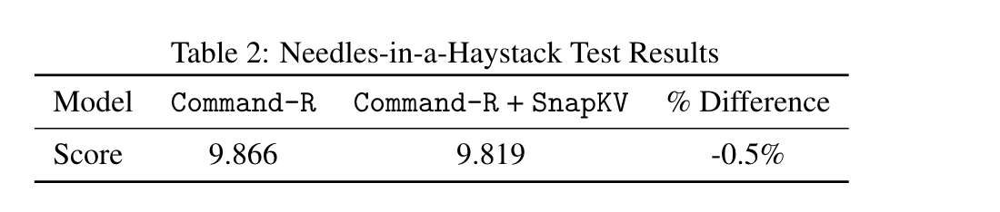 Table 2: Needles-in-a-Haystack Test Results
Model Command-R Command-R + SnapKV % Difference
Score 9.866 9.819 -0.5%